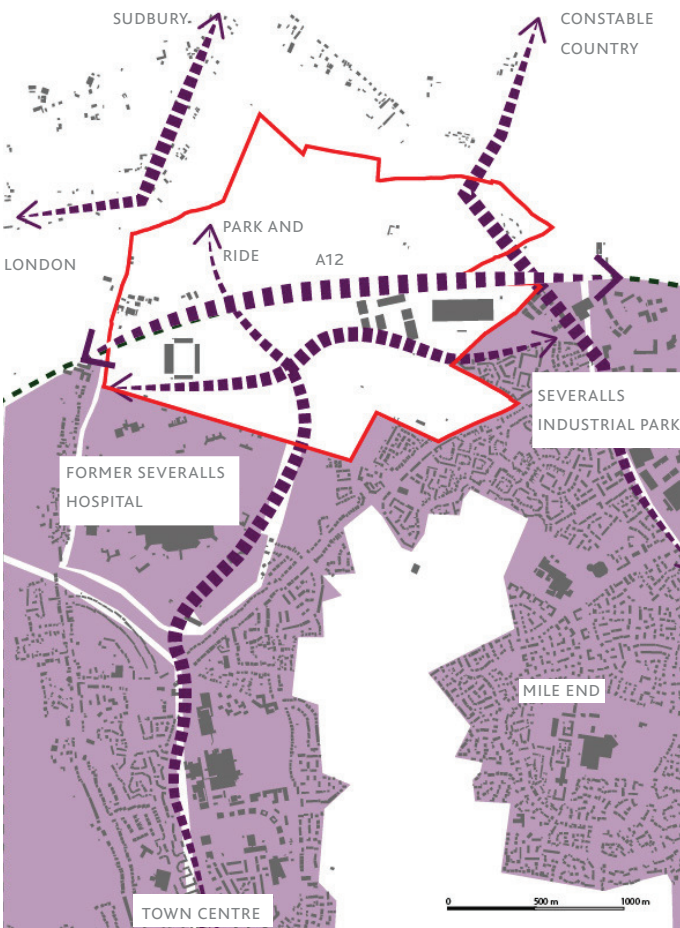 SUDBURY
CONSTABLE
COUNTRY
PARK AND
RIDE
A12
LONDON
SEVERALLS
INDUSTRIAL PARK
FORMER SEVERALLS
HOSPITAL
MILE END
0 500 m 1000 m
TOWN CENTRE